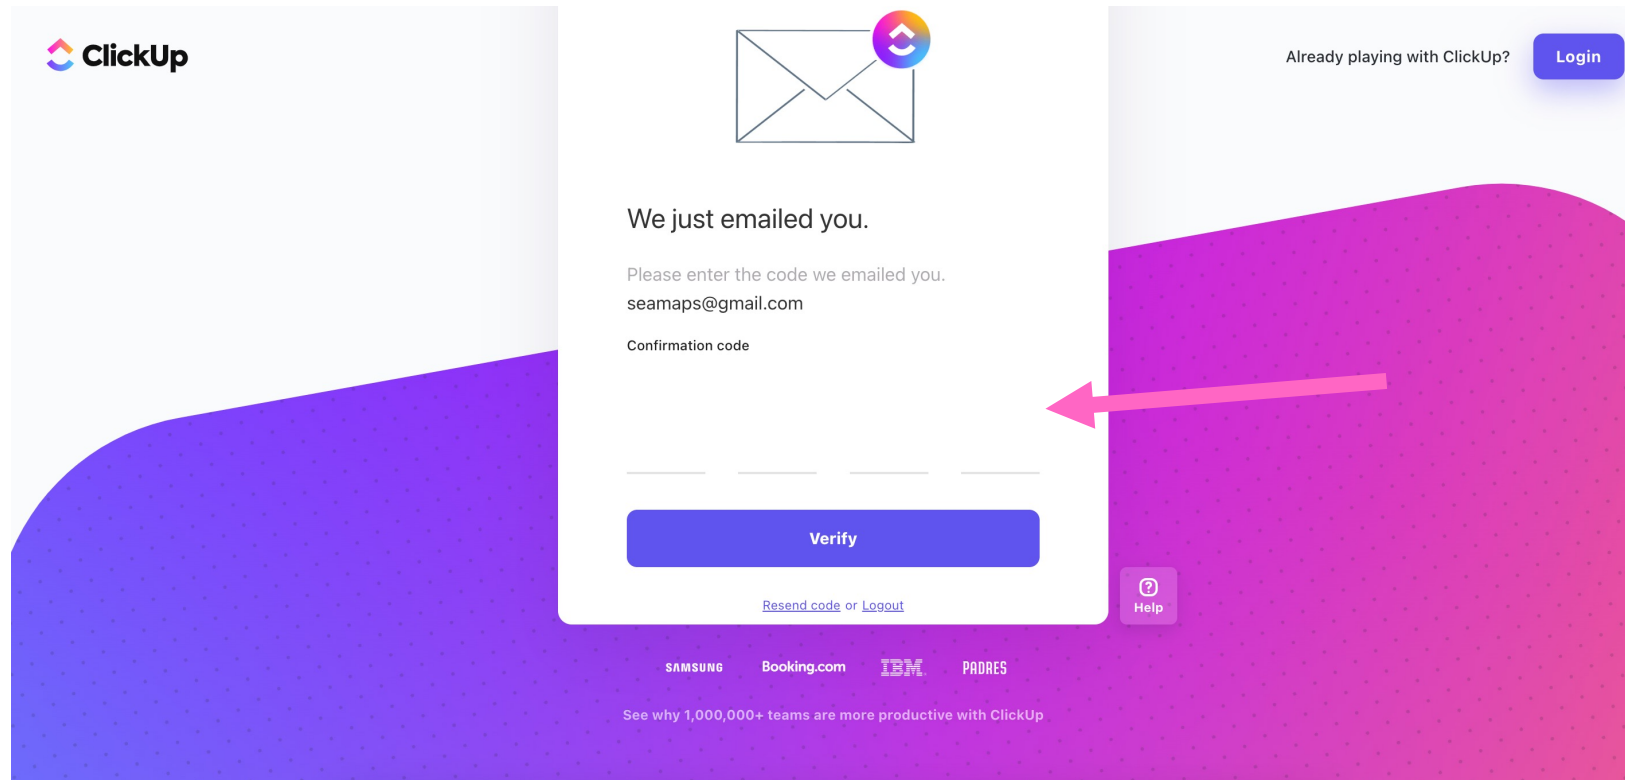 ClickUp
Already playing with ClickUp?
Login
We just emailed you.
Please enter the code we emailed you.
seamaps@gmail.com
Confirmation code
Verify
Resend code or Logout
Help
SAMSUNG Booking.com IBM PADRES
See why 1,000,000+ teams are more productive with ClickUp